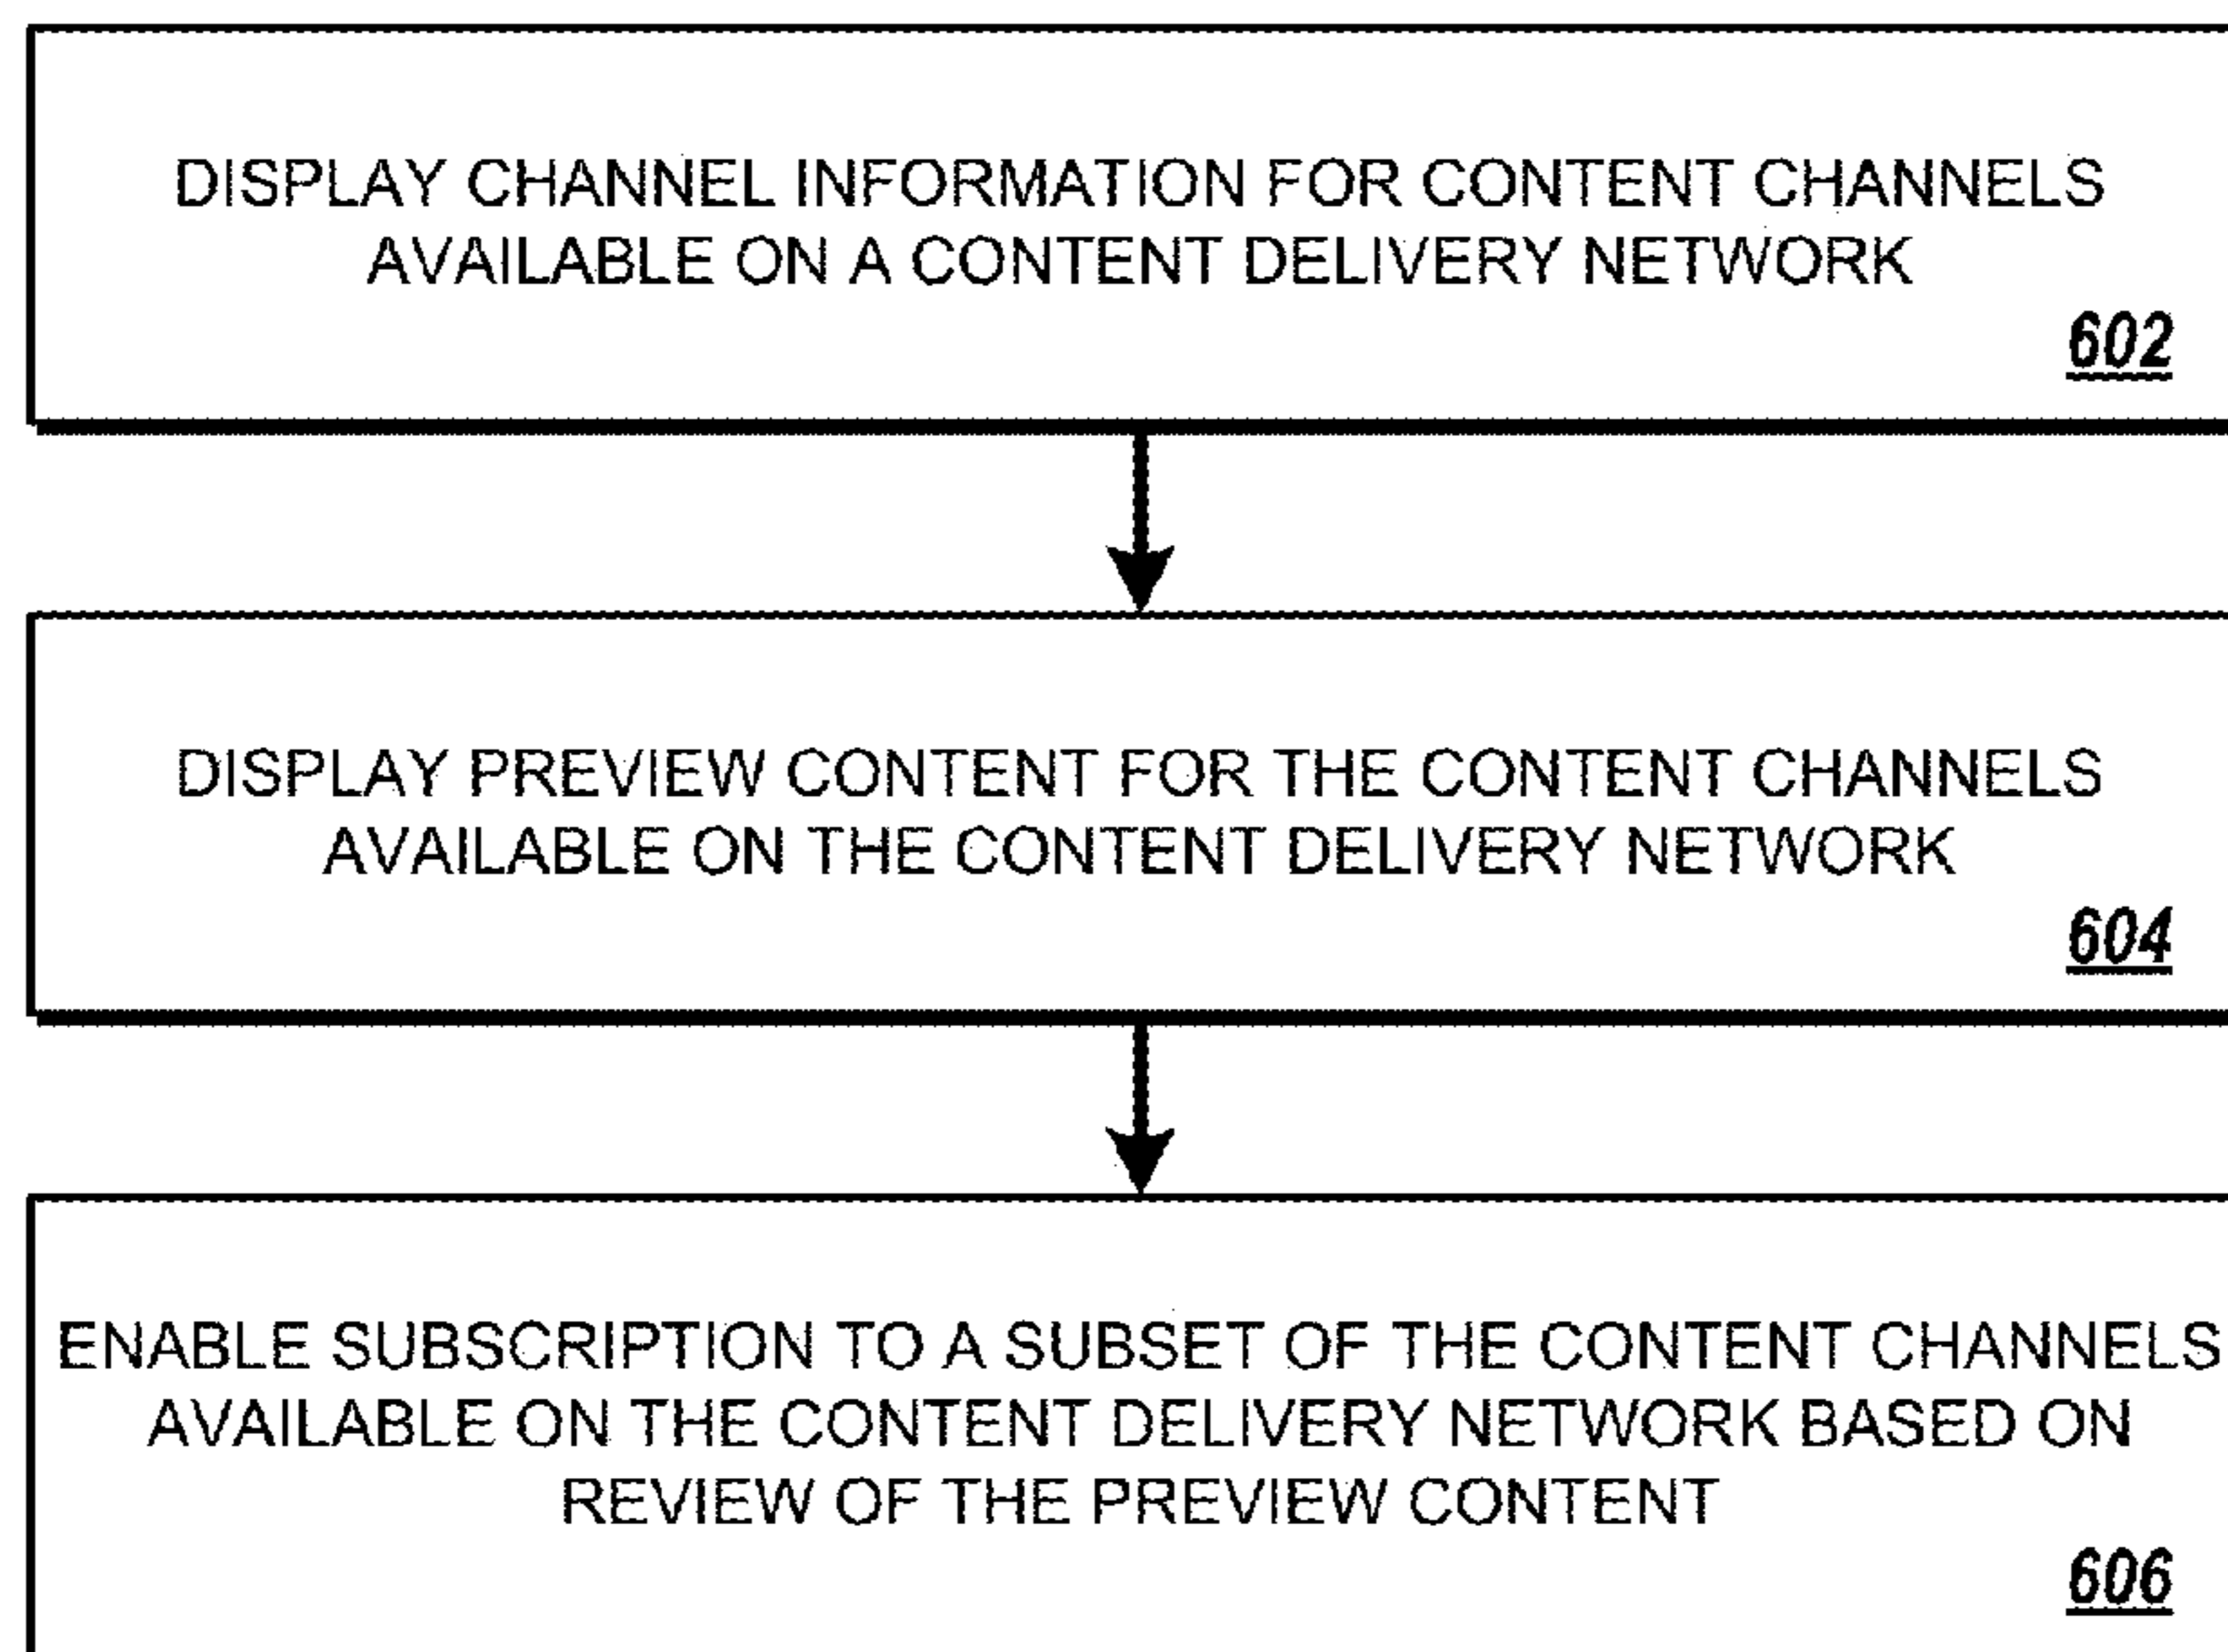 DISPLAY CHANNEL INFORMATION FOR CONTENT CHANNELS
AVAILABLE ON A CONTENT DELIVERY NETWORK
602
DISPLAY PREVIEW CONTENT FOR THE CONTENT CHANNELS
AVAILABLE ON THE CONTENT DELIVERY NETWORK
604
ENABLE SUBSCRIPTION TO A SUBSET OF THE CONTENT CHANNELS
AVAILABLE ON THE CONTENT DELIVERY NETWORK BASED ON
REVIEW OF THE PREVIEW CONTENT
606